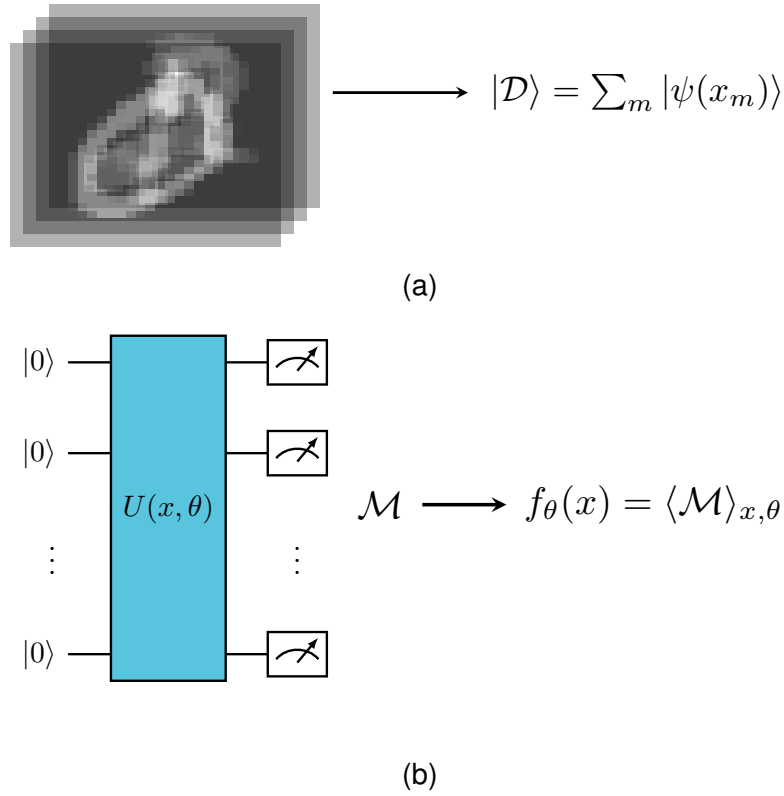 |𝒟⟩ = ∑ₘ |ψ(xₘ)⟩
(a)
|0⟩
|0⟩
U(x, θ)
ℳ
f_θ(x) = ⟨ℳ⟩_{x,θ}
⋮
⋮
|0⟩
(b)